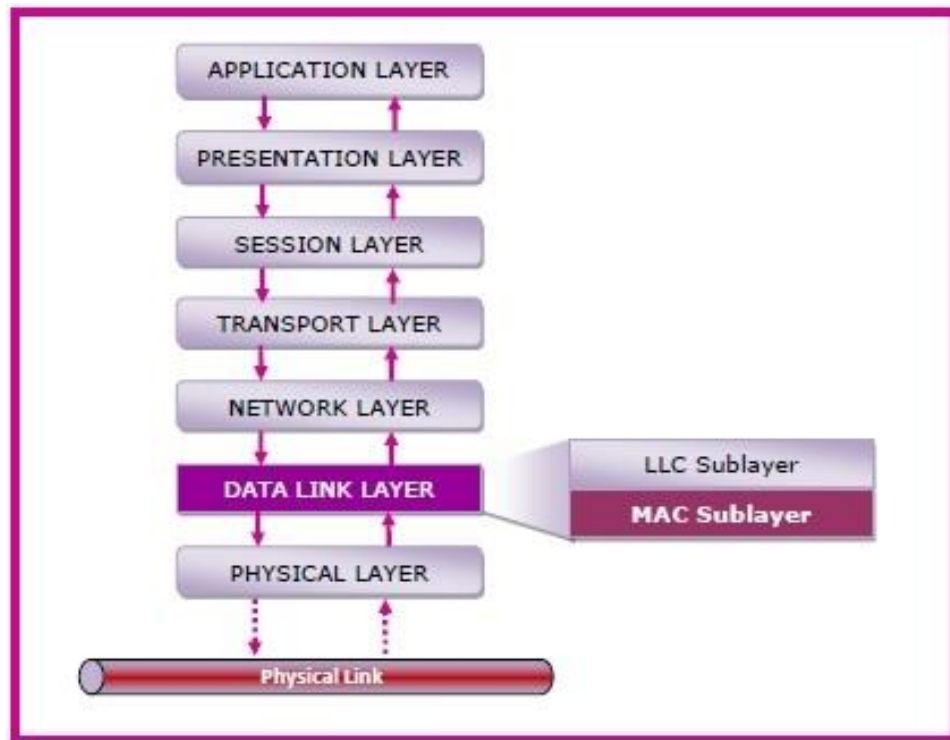 APPLICATION LAYER
PRESENTATION LAYER
SESSION LAYER
TRANSPORT LAYER
NETWORK LAYER
DATA LINK LAYER
LLC Sublayer
MAC Sublayer
PHYSICAL LAYER
Physical Link